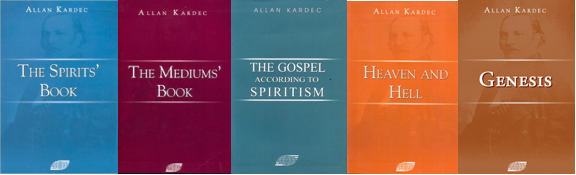 ALLAN KARDEC
THE SPIRITS'
BOOK
ALLAN KARDEC
THE MEDIUMS'
BOOK
ALLAN KARDEC
THE GOSPEL
ACCORDING TO
SPIRITISM
ALLAN KARDEC
HEAVEN AND
HELL
ALLAN KARDEC
GENESIS